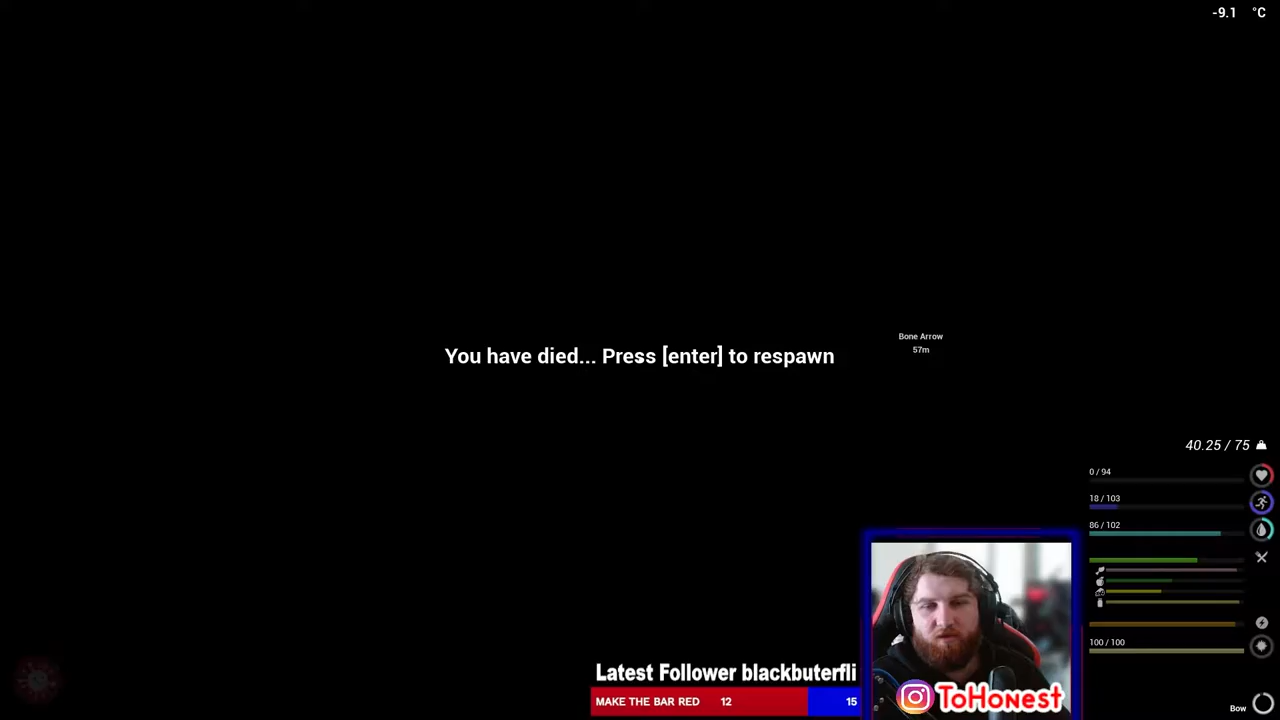 -9.1 °C
Bone Arrow
57m
You have died... Press [enter] to respawn
40.25 / 75
0 / 94
18 / 103
86 / 102
100 / 100
Latest Follower blackbuterfli
MAKE THE BAR RED 12 15
ToHonest
Bow